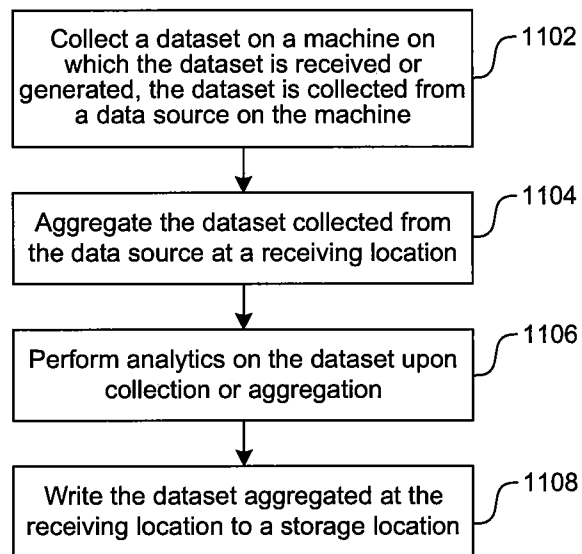 Collect a dataset on a machine on
which the dataset is received or
generated, the dataset is collected from
a data source on the machine
1102
Aggregate the dataset collected from
the data source at a receiving location
1104
Perform analytics on the dataset upon
collection or aggregation
1106
Write the dataset aggregated at the
receiving location to a storage location
1108